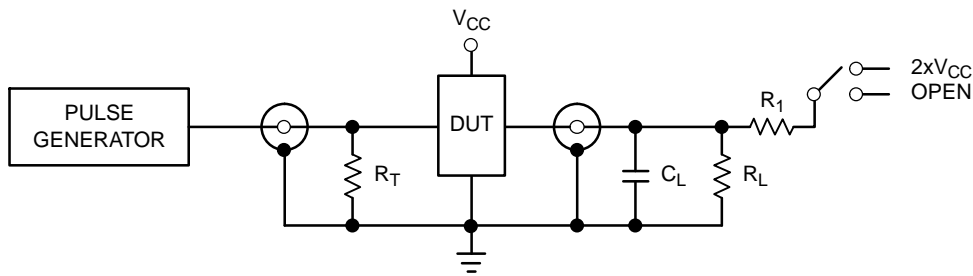 V_CC
2xV_CC
OPEN
R_1
PULSE
GENERATOR
DUT
R_T
C_L
R_L